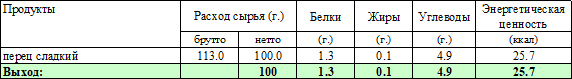 Продукты Расход сырья (г.) Белки Жиры Углеводы Энергетическая ценность
брутто нетто (г.) (г.) (г.) (ккал)
перец сладкий 113.0 100.0 1.3 0.1 4.9 25.7
Выход: 100 1.3 0.1 4.9 25.7